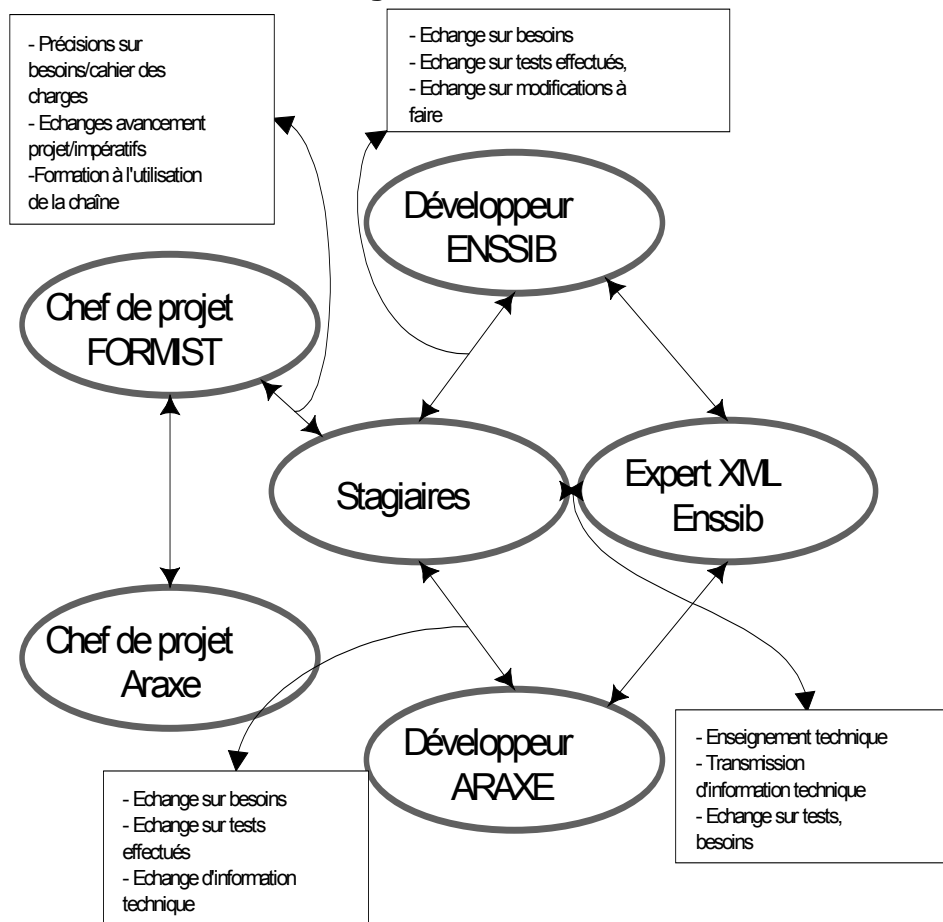 - Précisions sur
besoins/cahier des
charges
- Echanges avancement
projet/impératifs
-Formation à l'utilisation
de la chaîne
- Echange sur besoins
- Echange sur tests effectués,
- Echange sur modifications à
faire
Développeur
ENSSIB
Chef de projet
FORMIST
Stagiaires
Expert XML
Enssib
Chef de projet
Araxe
Développeur
ARAXE
- Echange sur besoins
- Echange sur tests
effectués
- Echange d'information
technique
- Enseignement technique
- Transmission
d'information technique
- Echange sur tests,
besoins